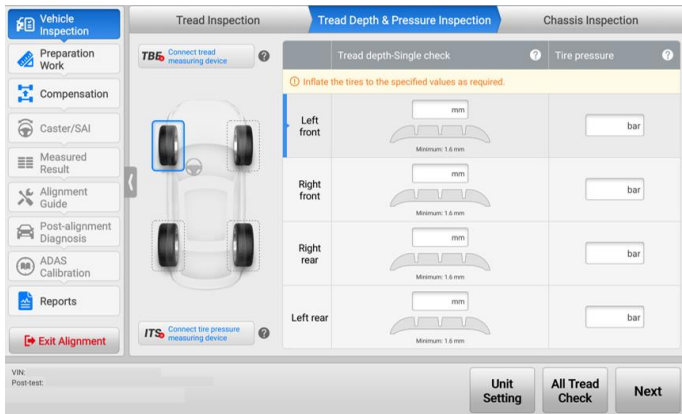 Vehicle
Inspection
Preparation
Work
Compensation
Caster/SAI
Measured
Result
Alignment
Guide
Post-alignment
Diagnosis
ADAS
Calibration
Reports
Exit Alignment
Tread Inspection
Tread Depth & Pressure Inspection
Chassis Inspection
TBE Connect tread
measuring device ?
Tread depth-Single check ?
Tire pressure ?
Inflate the tires to the specified values as required.
Left
front
mm
Minimum: 1.6 mm
bar
Right
front
mm
Minimum: 1.6 mm
bar
Right
rear
mm
Minimum: 1.6 mm
bar
Left rear
mm
Minimum: 1.6 mm
bar
ITS Connect tire pressure
measuring device ?
VIN:
Post-test:
Unit
Setting
All Tread
Check
Next